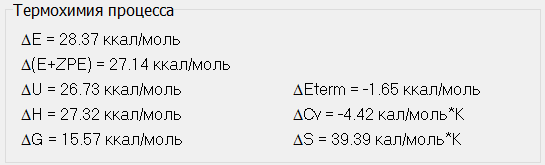 Термохимия процесса
ΔE = 28.37 ккал/моль
Δ(E+ZPE) = 27.14 ккал/моль
ΔU = 26.73 ккал/моль ΔEterm = -1.65 ккал/моль
ΔH = 27.32 ккал/моль ΔCv = -4.42 кал/моль*K
ΔG = 15.57 ккал/моль ΔS = 39.39 кал/моль*K